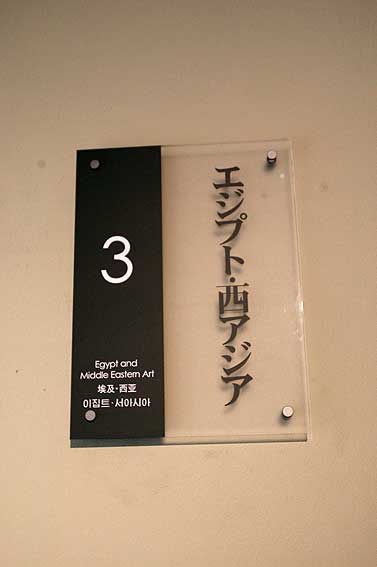 3
Egypt and
Middle Eastern Art
埃及·西亚
이집트·서아시아
エジプト·西アジア